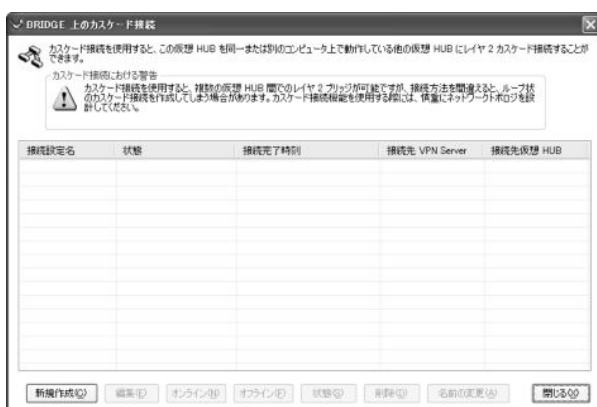 BRIDGE 上のカスケード接続
カスケード接続を使用すると、この仮想 HUB を同一または別のコンピュータ上で動作している他の仮想 HUB にレイヤ 2 カスケード接続することが
できます。
カスケード接続における警告
カスケード接続を使用すると、複数の仮想 HUB 間でのレイヤ 2 ブリッジが可能ですが、接続方法を間違えると、ループ状
のカスケード接続を作成してしまう場合があります。カスケード接続機能を使用する際には、慎重にネットワークトポロジを設
計してください。
接続設定名 状態 接続完了時刻 接続先 VPN Server 接続先仮想 HUB
新規作成(C) 編集(E) オンライン(N) オフライン(F) 状態(S) 削除(D) 名前の変更(A) 閉じる(X)